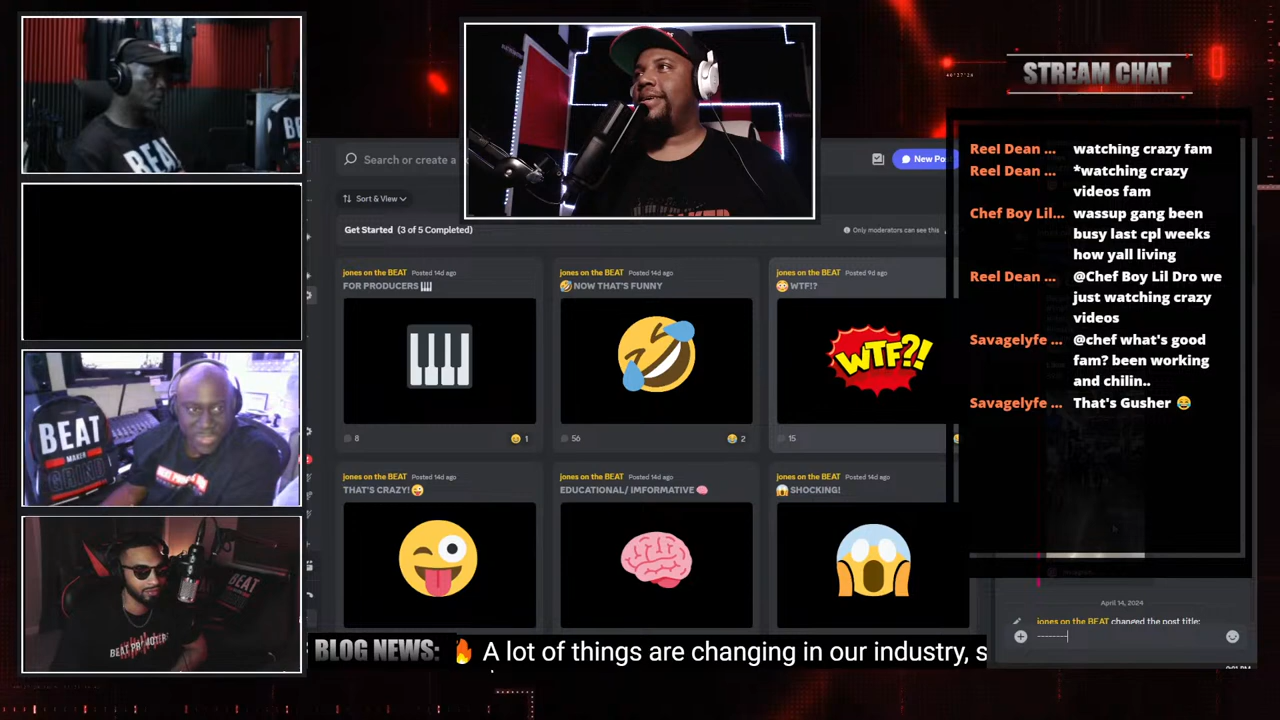 STREAM CHAT
Search or create a
New Po
Sort & View
Get Started (3 of 5 Completed)
Only moderators can see this
jones on the BEAT Posted 14d ago
FOR PRODUCERS 🎹
8
😄 1
jones on the BEAT Posted 14d ago
🤣 NOW THAT'S FUNNY
56
😂 2
jones on the BEAT Posted 9d ago
😳 WTF!?
WTF?!
15
jones on the BEAT Posted 14d ago
THAT'S CRAZY! 😜
jones on the BEAT Posted 14d ago
EDUCATIONAL/ IMFORMATIVE 🧠
jones on the BEAT Posted 14d ago
😱 SHOCKING!
Reel Dean ... watching crazy fam
Reel Dean ... *watching crazy
videos fam
Chef Boy Lil... wassup gang been
busy last cpl weeks
how yall living
Reel Dean ... @Chef Boy Lil Dro we
just watching crazy
videos
Savagelyfe ... @chef what's good
fam? been working
and chilin..
Savagelyfe ... That's Gusher 😂
April 14, 2024
jones on the BEAT changed the post title:
BLOG NEWS:
🔥 A lot of things are changing in our industry, s
BEAT
BEAT
MAKER
GRIND
BEAT
BEAT PROMOTERS